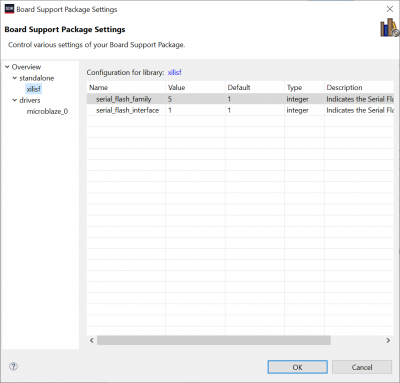 SDK Board Support Package Settings
Board Support Package Settings
Control various settings of your Board Support Package.
Overview
standalone
xilisf
drivers
microblaze_0
Configuration for library: xilisf
Name Value Default Type Description
serial_flash_family 5 1 integer Indicates the Serial Fla
serial_flash_interface 1 1 integer Indicates the Serial Fla
? OK Cancel